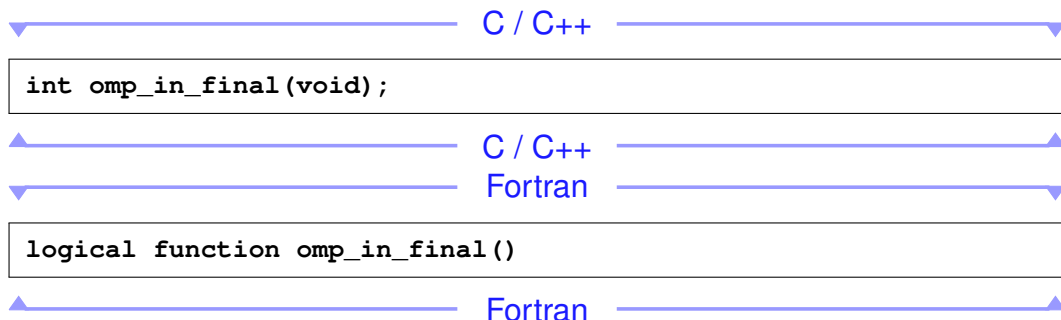 C / C++
int omp_in_final(void);
C / C++
Fortran
logical function omp_in_final()
Fortran